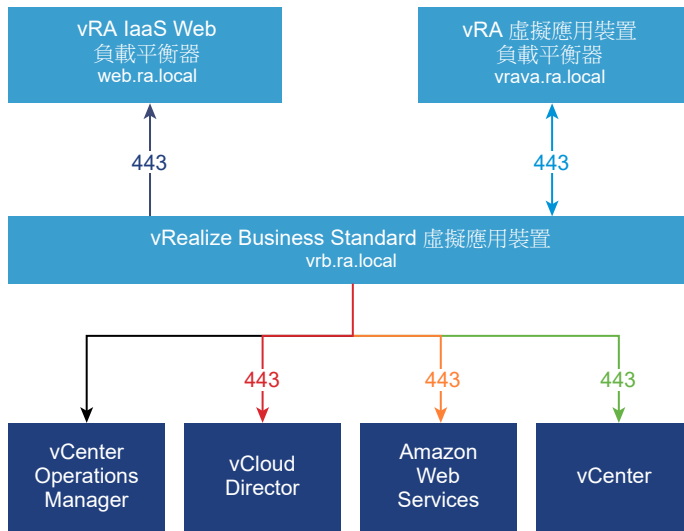 vRA IaaS Web
負載平衡器
web.ra.local
vRA 虛擬應用裝置
負載平衡器
vrava.ra.local
443
443
vRealize Business Standard 虛擬應用裝置
vrb.ra.local
443
443
443
vCenter
Operations
Manager
vCloud
Director
Amazon
Web
Services
vCenter